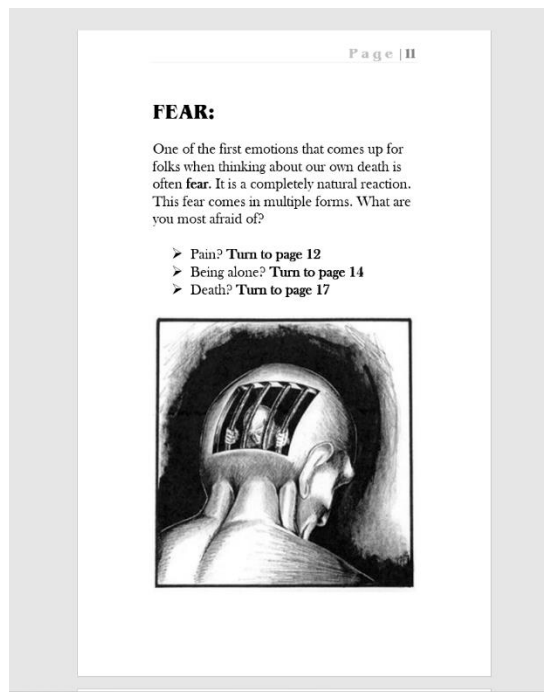 Page | 11
FEAR:
One of the first emotions that comes up for
folks when thinking about our own death is
often fear. It is a completely natural reaction.
This fear comes in multiple forms. What are
you most afraid of?
➢ Pain? Turn to page 12
➢ Being alone? Turn to page 14
➢ Death? Turn to page 17